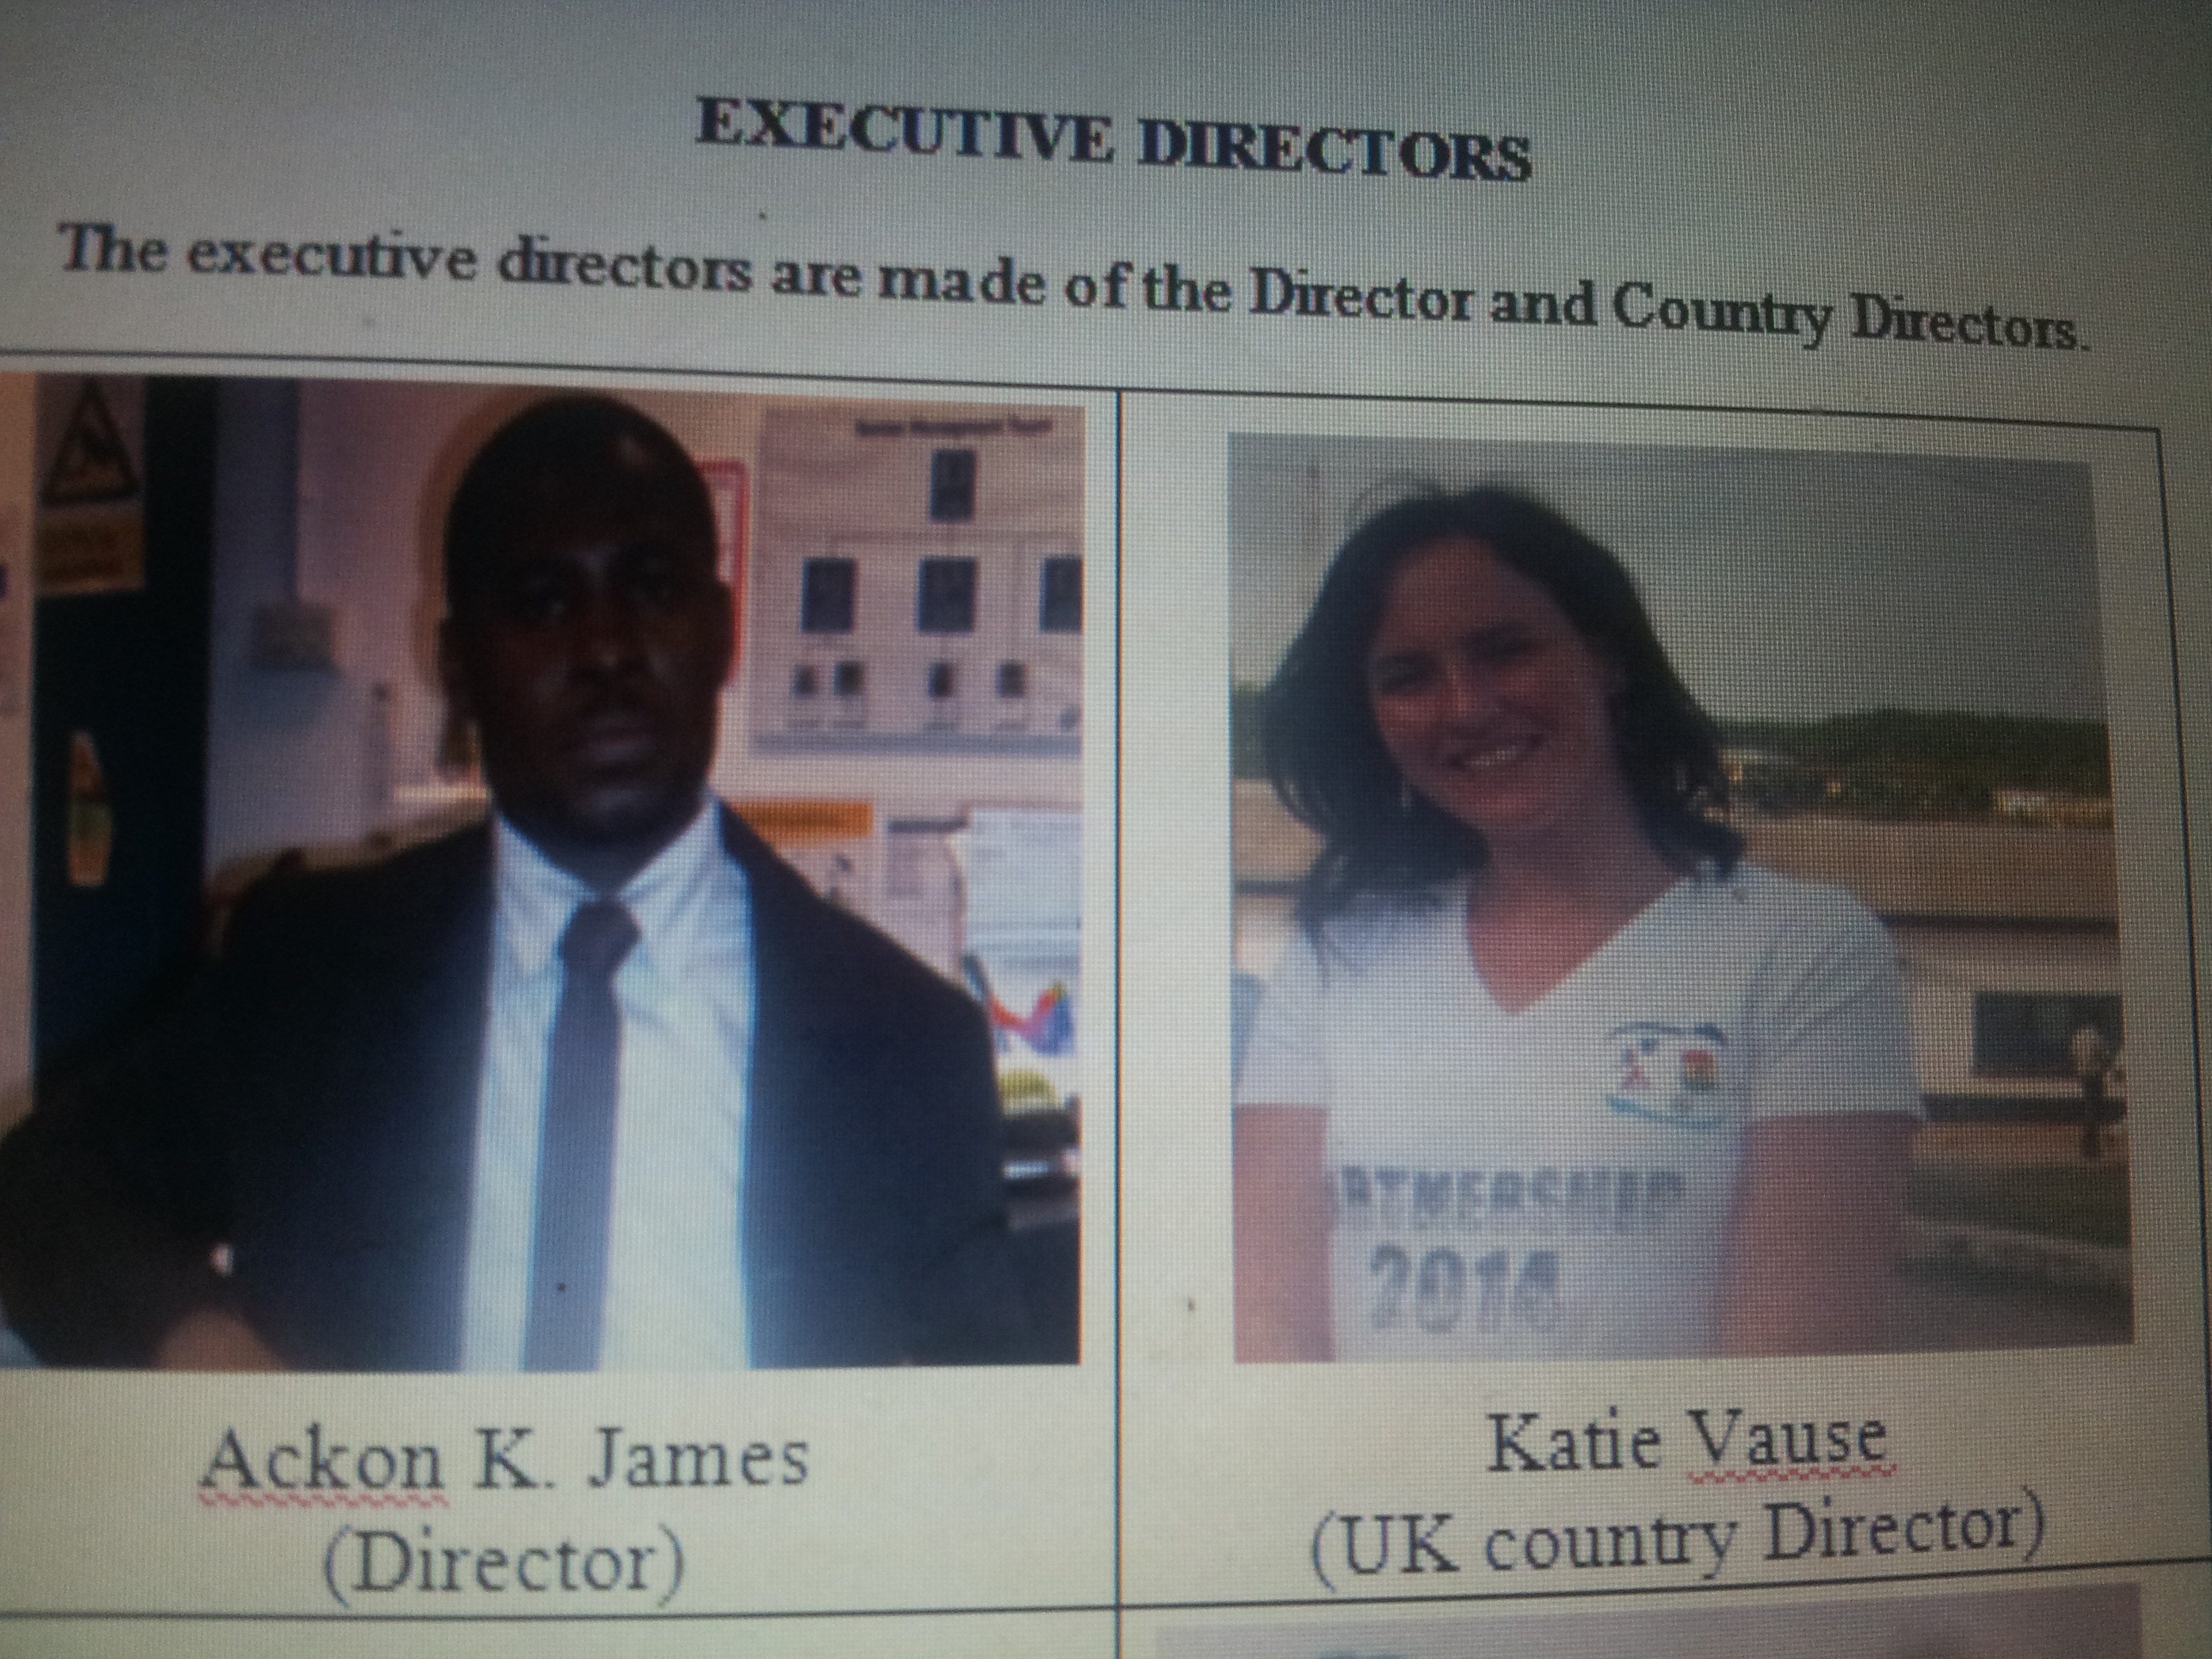 EXECUTIVE DIRECTORS
The executive directors are made of the Director and Country Directors.
2014
Ackon K. James
(Director)
Katie Vause
(UK country Director)